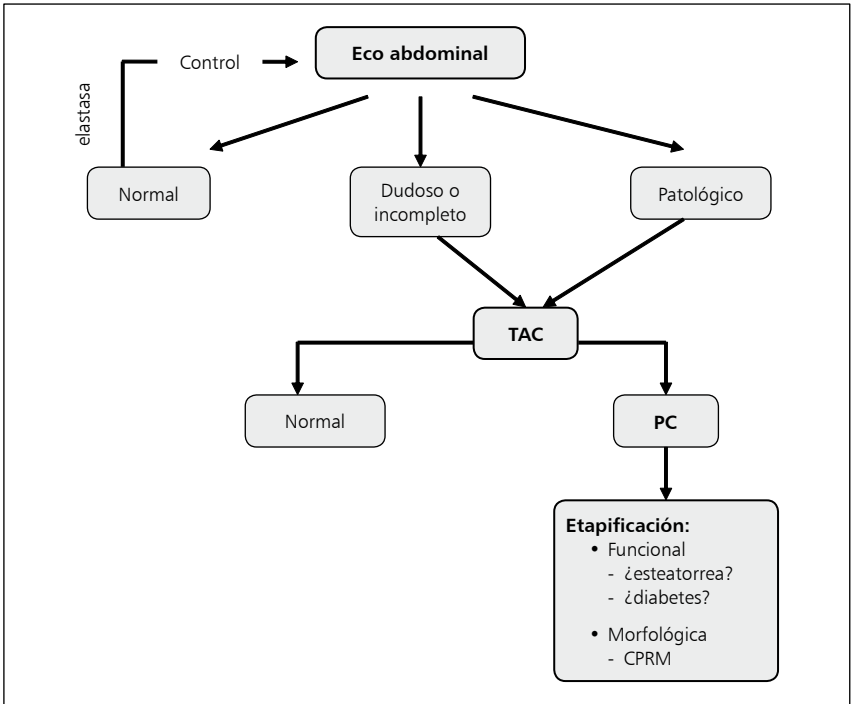 Eco abdominal
Control
elastasa
Normal
Dudoso o
incompleto
Patológico
TAC
Normal
PC
Etapificación:
• Funcional
- ¿esteatorrea?
- ¿diabetes?
• Morfológica
- CPRM